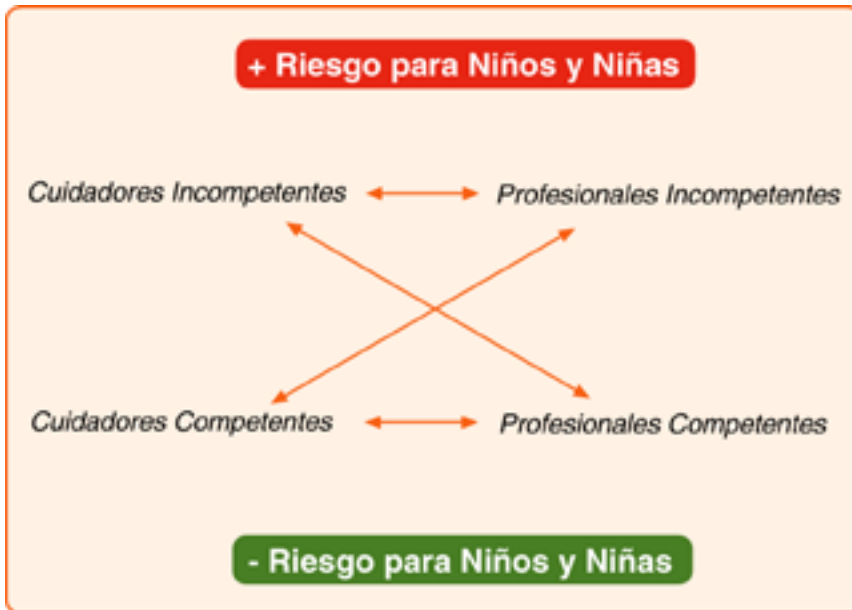 + Riesgo para Niños y Niñas
Cuidadores Incompetentes
Profesionales Incompetentes
Cuidadores Competentes
Profesionales Competentes
- Riesgo para Niños y Niñas